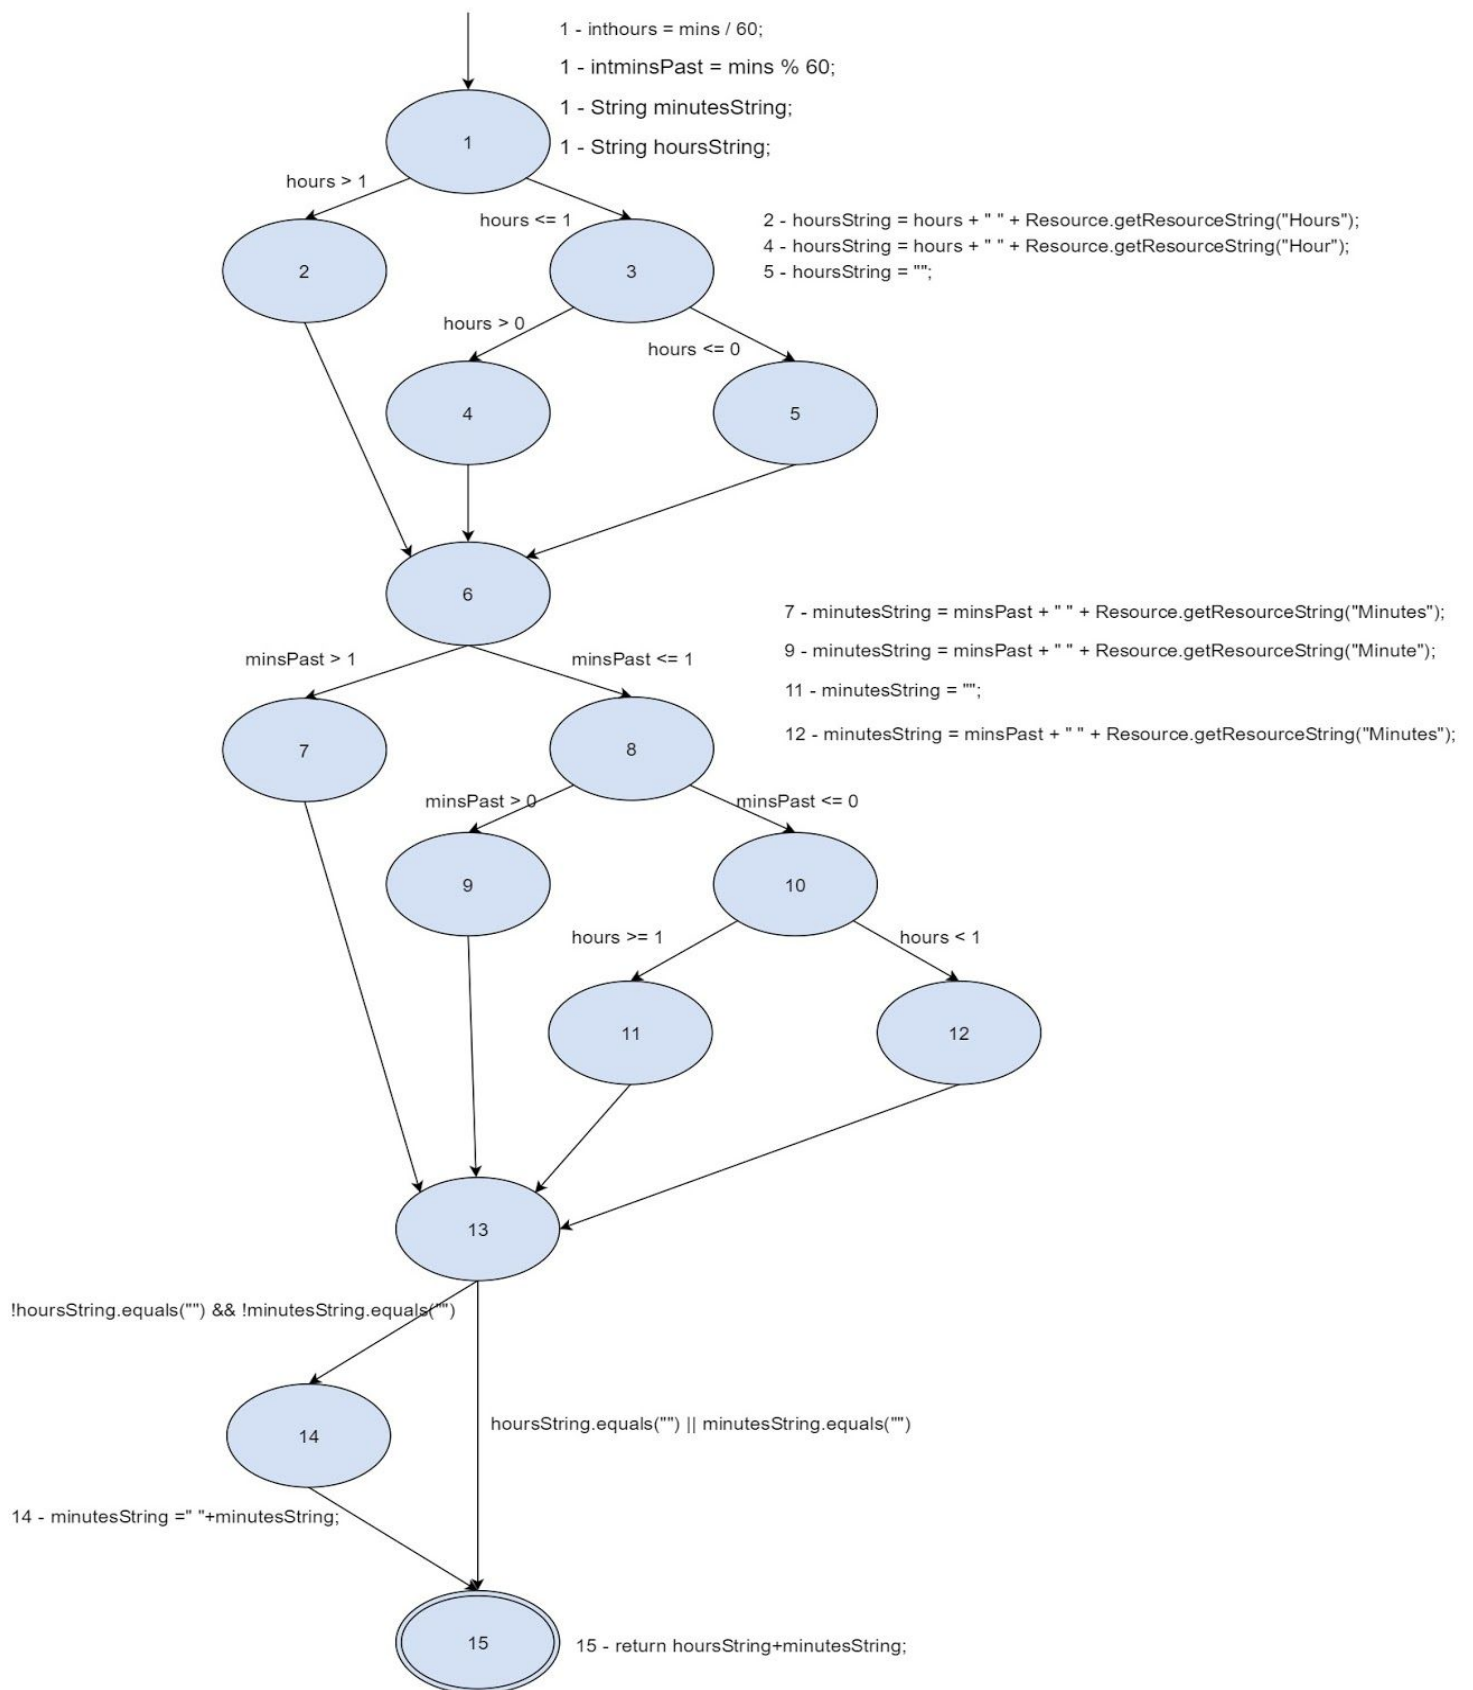 1 - inthours = mins / 60;
1 - intminsPast = mins % 60;
1 - String minutesString;
1 - String hoursString;
1
hours > 1
hours <= 1
2 - hoursString = hours + " " + Resource.getResourceString("Hours");
4 - hoursString = hours + " " + Resource.getResourceString("Hour");
5 - hoursString = "";
2
3
hours > 0
hours <= 0
4
5
6
7 - minutesString = minsPast + " " + Resource.getResourceString("Minutes");
9 - minutesString = minsPast + " " + Resource.getResourceString("Minute");
11 - minutesString = "";
12 - minutesString = minsPast + " " + Resource.getResourceString("Minutes");
minsPast > 1
minsPast <= 1
7
8
minsPast > 0
minsPast <= 0
9
10
hours >= 1
hours < 1
11
12
13
!hoursString.equals("") && !minutesString.equals("")
hoursString.equals("") || minutesString.equals("")
14
14 - minutesString =" "+minutesString;
15
15 - return hoursString+minutesString;